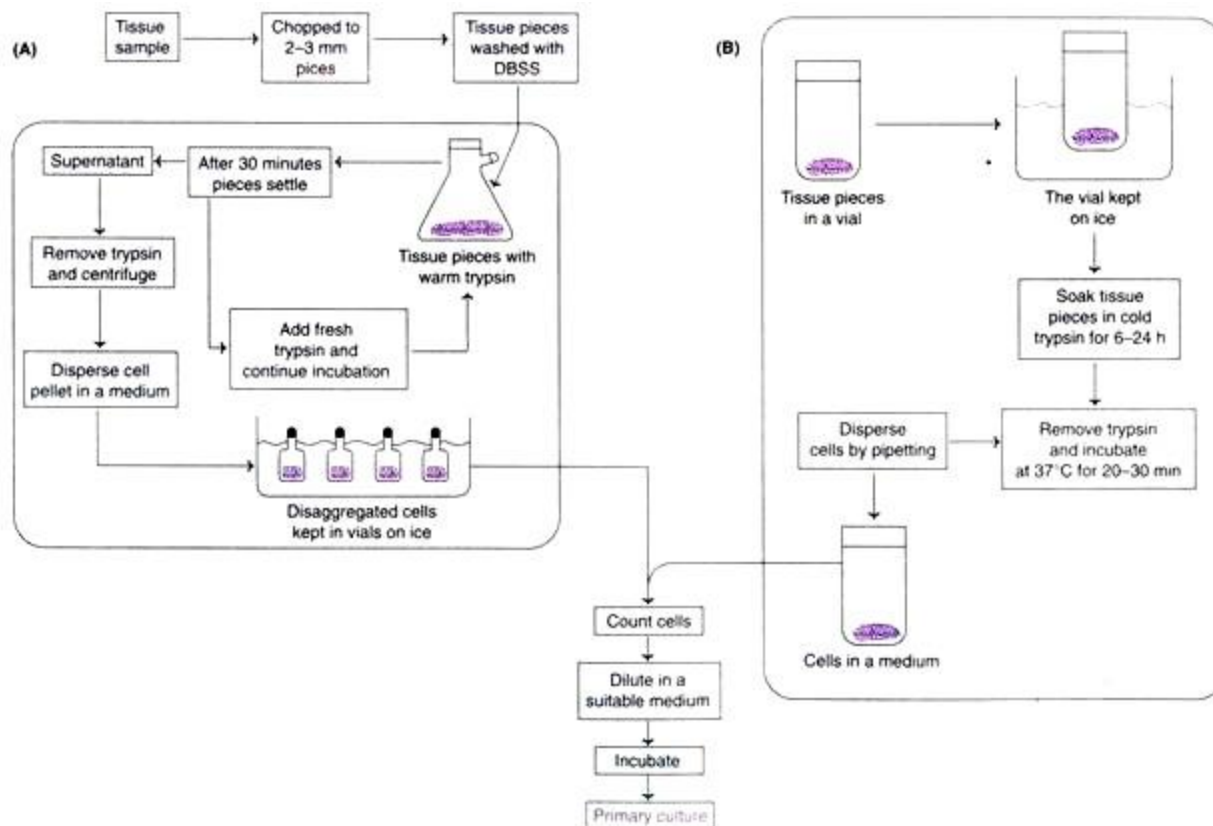 (A)
Tissue
sample
Chopped to
2–3 mm
pices
Tissue pieces
washed with
DBSS
Supernatant
After 30 minutes
pieces settle
Tissue pieces with
warm trypsin
Remove trypsin
and centrifuge
Add fresh
trypsin and
continue incubation
Disperse cell
pellet in a medium
Disaggregated cells
kept in vials on ice
(B)
Tissue pieces
in a vial
The vial kept
on ice
Soak tissue
pieces in cold
trypsin for 6–24 h
Remove trypsin
and incubate
at 37°C for 20–30 min
Disperse
cells by pipetting
Cells in a medium
Count cells
Dilute in a
suitable medium
Incubate
Primary culture